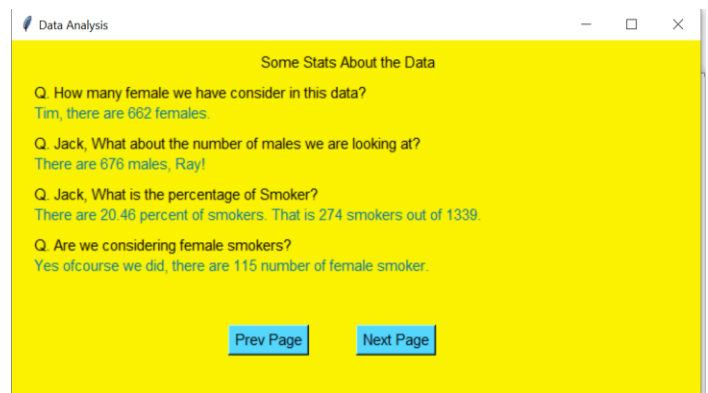 Data Analysis
Some Stats About the Data
Q. How many female we have consider in this data?
Tim, there are 662 females.
Q. Jack, What about the number of males we are looking at?
There are 676 males, Ray!
Q. Jack, What is the percentage of Smoker?
There are 20.46 percent of smokers. That is 274 smokers out of 1339.
Q. Are we considering female smokers?
Yes ofcourse we did, there are 115 number of female smoker.
Prev Page
Next Page